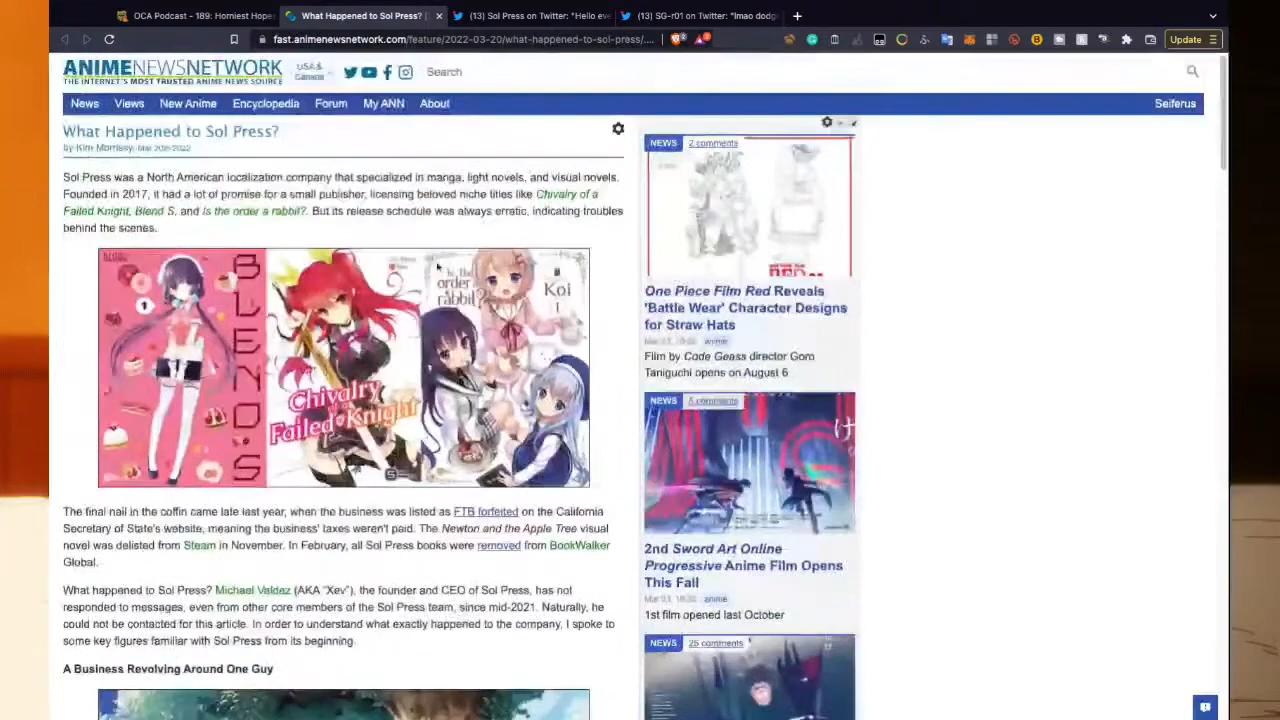 OCA Podcast - 189: Horniest Hope
What Happened to Sol Press? [
(13) Sol Press on Twitter: "Hello eve
(13) SG-r01 on Twitter: "lmao dodg
fast.animenewsnetwork.com/feature/2022-03-20/what-happened-to-sol-press/....
Update
ANIMENEWSNETWORK
THE INTERNET'S MOST TRUSTED ANIME NEWS SOURCE
USA &
Canada
Search
News Views New Anime Encyclopedia Forum My ANN About
Seiferus
What Happened to Sol Press?
by Kim Morrissy, Mar 20th 2022
Sol Press was a North American localization company that specialized in manga, light novels, and visual novels.
Founded in 2017, it had a lot of promise for a small publisher, licensing beloved niche titles like Chivalry of a
Failed Knight, Blend S, and Is the order a rabbit?. But its release schedule was always erratic, indicating troubles
behind the scenes.
BLEND•S
Chivalry
of a
Failed Knight
is the
order a
rabbit?
Koi
1
The final nail in the coffin came late last year, when the business was listed as FTB forfeited on the California
Secretary of State's website, meaning the business' taxes weren't paid. The Newton and the Apple Tree visual
novel was delisted from Steam in November. In February, all Sol Press books were removed from BookWalker
Global.
What happened to Sol Press? Michael Valdez (AKA "Xev"), the founder and CEO of Sol Press, has not
responded to messages, even from other core members of the Sol Press team, since mid-2021. Naturally, he
could not be contacted for this article. In order to understand what exactly happened to the company, I spoke to
some key figures familiar with Sol Press from its beginning.
A Business Revolving Around One Guy
NEWS 2 comments
One Piece Film Red Reveals
'Battle Wear' Character Designs
for Straw Hats
anime
Film by Code Geass director Goro
Taniguchi opens on August 6
NEWS 5 comments
2nd Sword Art Online
Progressive Anime Film Opens
This Fall
anime
1st film opened last October
NEWS 25 comments